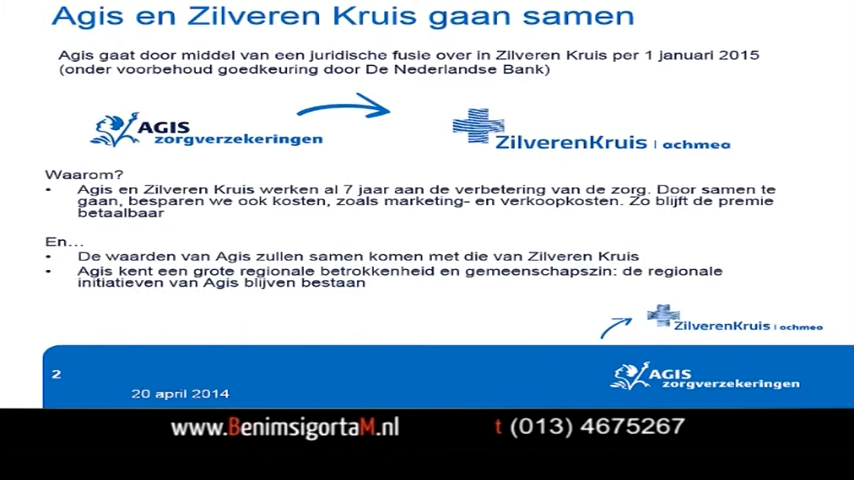 Agis en Zilveren Kruis gaan samen
Agis gaat door middel van een juridische fusie over in Zilveren Kruis per 1 januari 2015
(onder voorbehoud goedkeuring door De Nederlandse Bank)
AGIS
zorgverzekeringen
ZilverenKruis | achmea
Waarom?
• Agis en Zilveren Kruis werken al 7 jaar aan de verbetering van de zorg. Door samen te
gaan, besparen we ook kosten, zoals marketing- en verkoopkosten. Zo blijft de premie
betaalbaar
En...
• De waarden van Agis zullen samen komen met die van Zilveren Kruis
• Agis kent een grote regionale betrokkenheid en gemeenschapszin: de regionale
initiatieven van Agis blijven bestaan
ZilverenKruis | achmea
2
AGIS
zorgverzekeringen
20 april 2014
www.BenimsigortaM.nl
t (013) 4675267